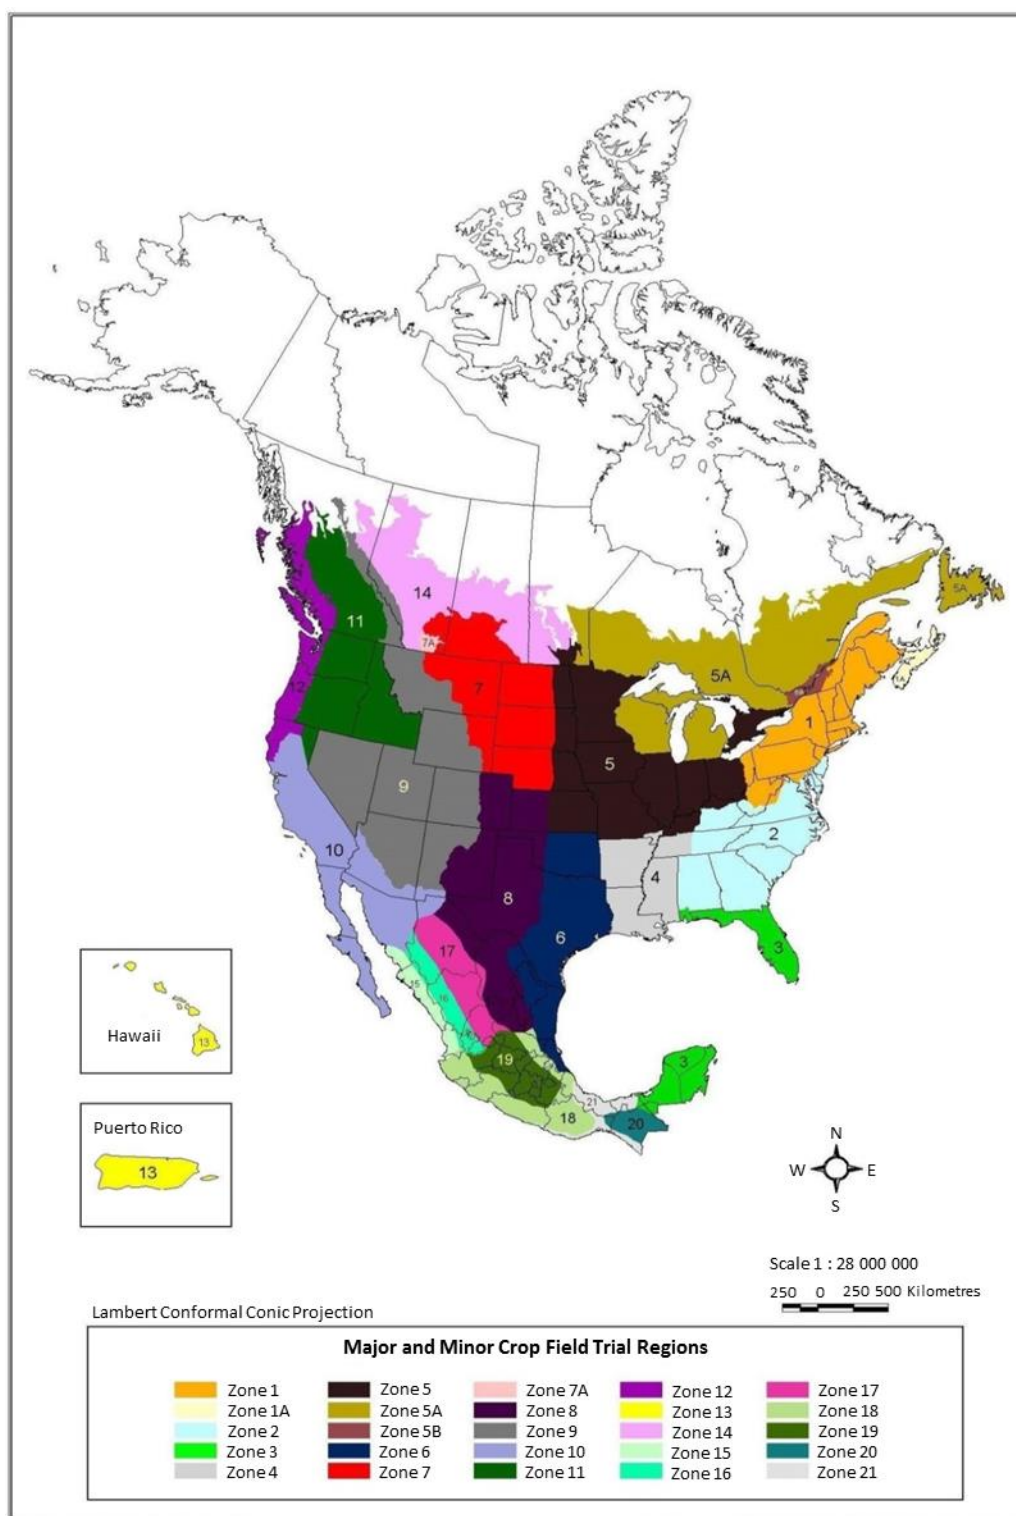 14
7A
11
5A
5A
5B
1A
12
7
1
5
9
2
10
4
8
6
3
17
15
16
Hawaii
13
19
3
21
18
20
Puerto Rico
13
N
W E
S
Scale 1 : 28 000 000
250 0 250 500 Kilometres
Lambert Conformal Conic Projection
Major and Minor Crop Field Trial Regions
Zone 1 Zone 5 Zone 7A Zone 12 Zone 17
Zone 1A Zone 5A Zone 8 Zone 13 Zone 18
Zone 2 Zone 5B Zone 9 Zone 14 Zone 19
Zone 3 Zone 6 Zone 10 Zone 15 Zone 20
Zone 4 Zone 7 Zone 11 Zone 16 Zone 21